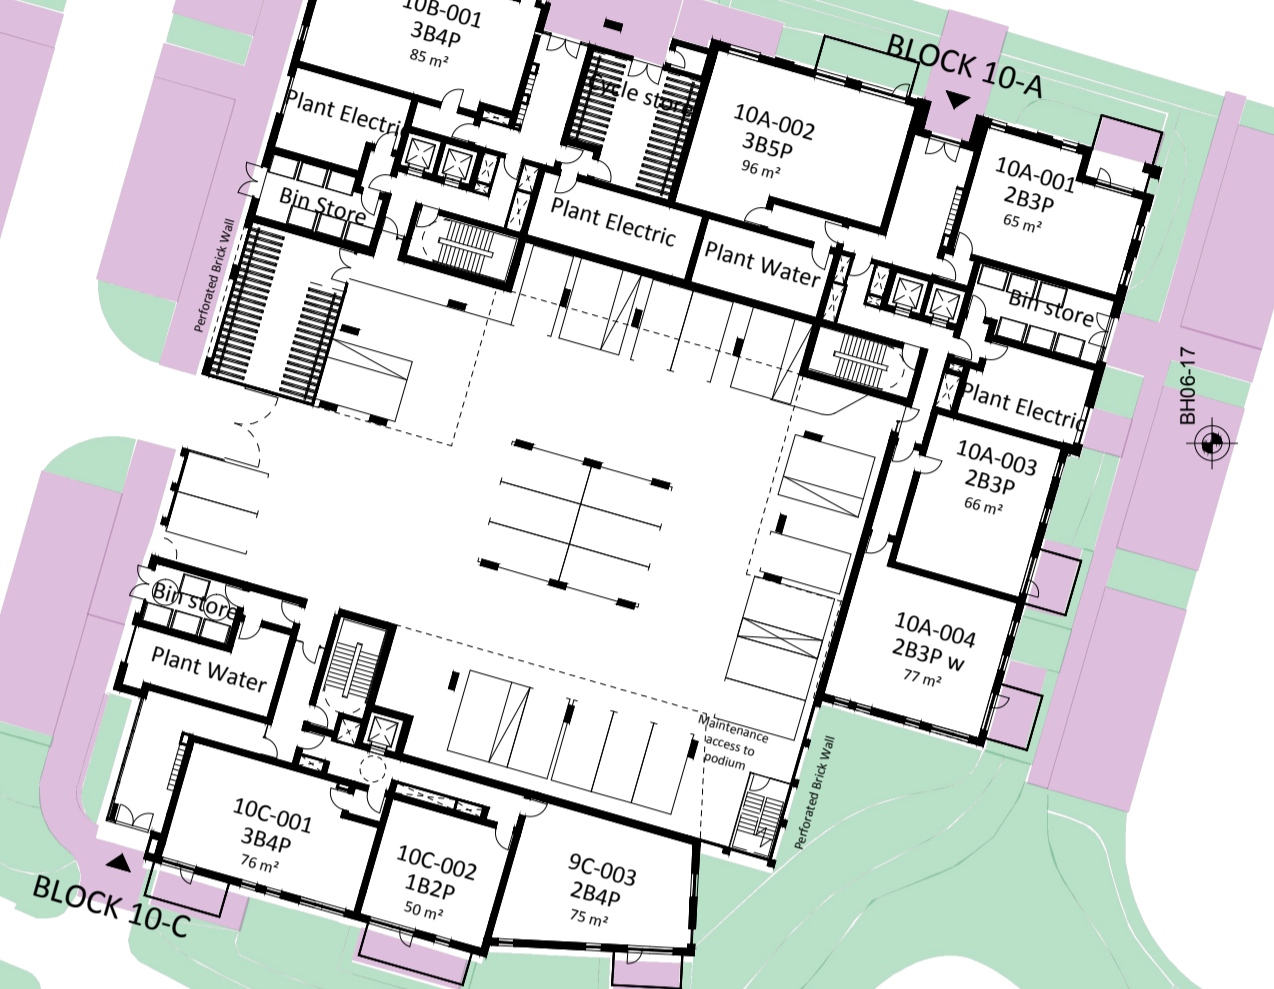 10B-001
3B4P
85 m²
BLOCK 10-A
Cycle store
Plant Electric
10A-002
3B5P
96 m²
10A-001
2B3P
65 m²
Bin Store
Plant Electric
Plant Water
Bin store
Perforated Brick Wall
Plant Electric
BH06-17
10A-003
2B3P
66 m²
Bin store
10A-004
2B3P w
77 m²
Plant Water
Maintenance
access to
podium
Perforated Brick Wall
10C-001
3B4P
76 m²
10C-002
1B2P
50 m²
9C-003
2B4P
75 m²
BLOCK 10-C